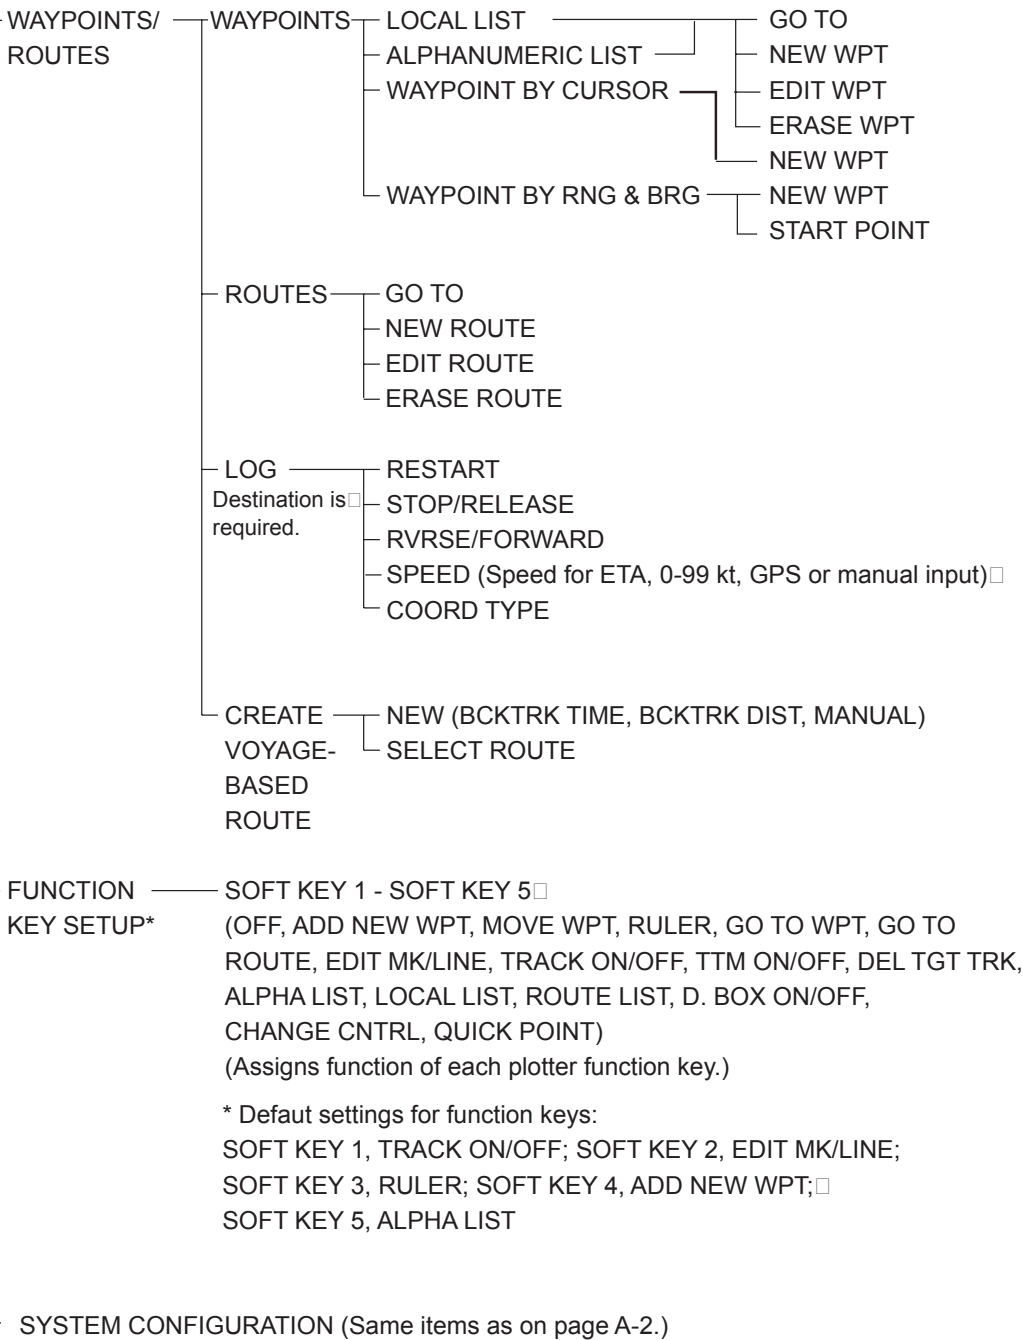 WAYPOINTS/ WAYPOINTS LOCAL LIST GO TO
ROUTES ALPHANUMERIC LIST NEW WPT
WAYPOINT BY CURSOR EDIT WPT
ERASE WPT
NEW WPT
WAYPOINT BY RNG & BRG NEW WPT
START POINT
ROUTES GO TO
NEW ROUTE
EDIT ROUTE
ERASE ROUTE
LOG RESTART
Destination is STOP/RELEASE
required.
RVRSE/FORWARD
SPEED (Speed for ETA, 0-99 kt, GPS or manual input)
COORD TYPE
CREATE NEW (BCKTRK TIME, BCKTRK DIST, MANUAL)
VOYAGE- SELECT ROUTE
BASED
ROUTE
FUNCTION SOFT KEY 1 - SOFT KEY 5
KEY SETUP* (OFF, ADD NEW WPT, MOVE WPT, RULER, GO TO WPT, GO TO
ROUTE, EDIT MK/LINE, TRACK ON/OFF, TTM ON/OFF, DEL TGT TRK,
ALPHA LIST, LOCAL LIST, ROUTE LIST, D. BOX ON/OFF,
CHANGE CNTRL, QUICK POINT)
(Assigns function of each plotter function key.)
* Defaut settings for function keys:
SOFT KEY 1, TRACK ON/OFF; SOFT KEY 2, EDIT MK/LINE;
SOFT KEY 3, RULER; SOFT KEY 4, ADD NEW WPT;
SOFT KEY 5, ALPHA LIST
SYSTEM CONFIGURATION (Same items as on page A-2.)